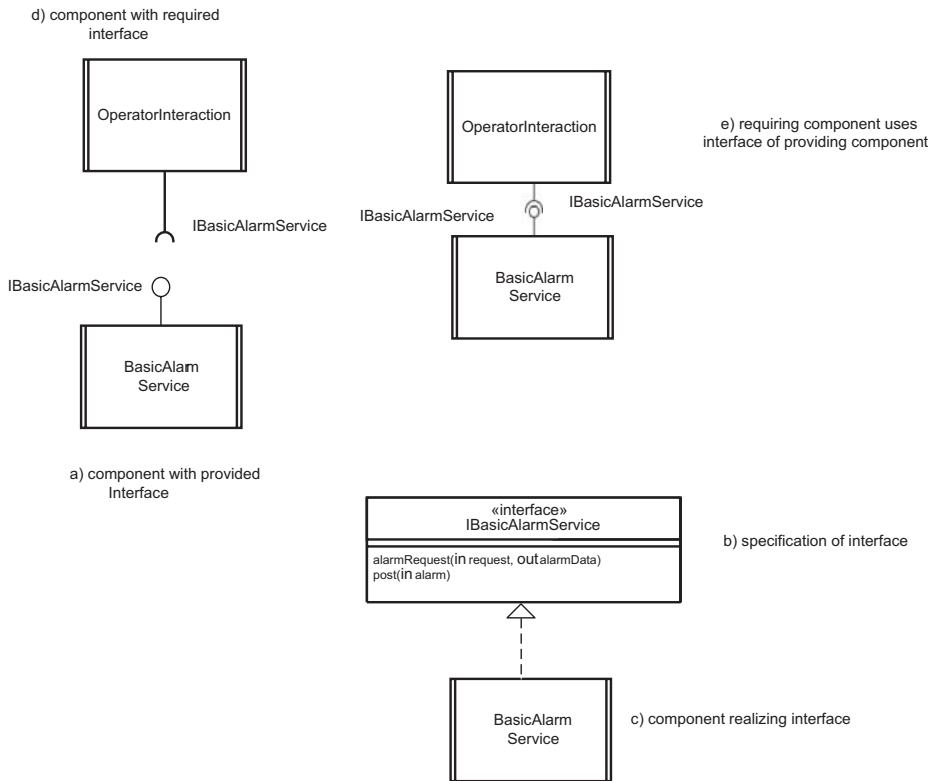 d) component with required
interface
OperatorInteraction
IBasicAlarmService
IBasicAlarmService
BasicAlarm
Service
a) component with provided
Interface
OperatorInteraction
e) requiring component uses
interface of providing component
IBasicAlarmService
IBasicAlarmService
BasicAlarm
Service
«interface»
IBasicAlarmService
alarmRequest(in request, out alarmData)
post(in alarm)
b) specification of interface
BasicAlarm
Service
c) component realizing interface